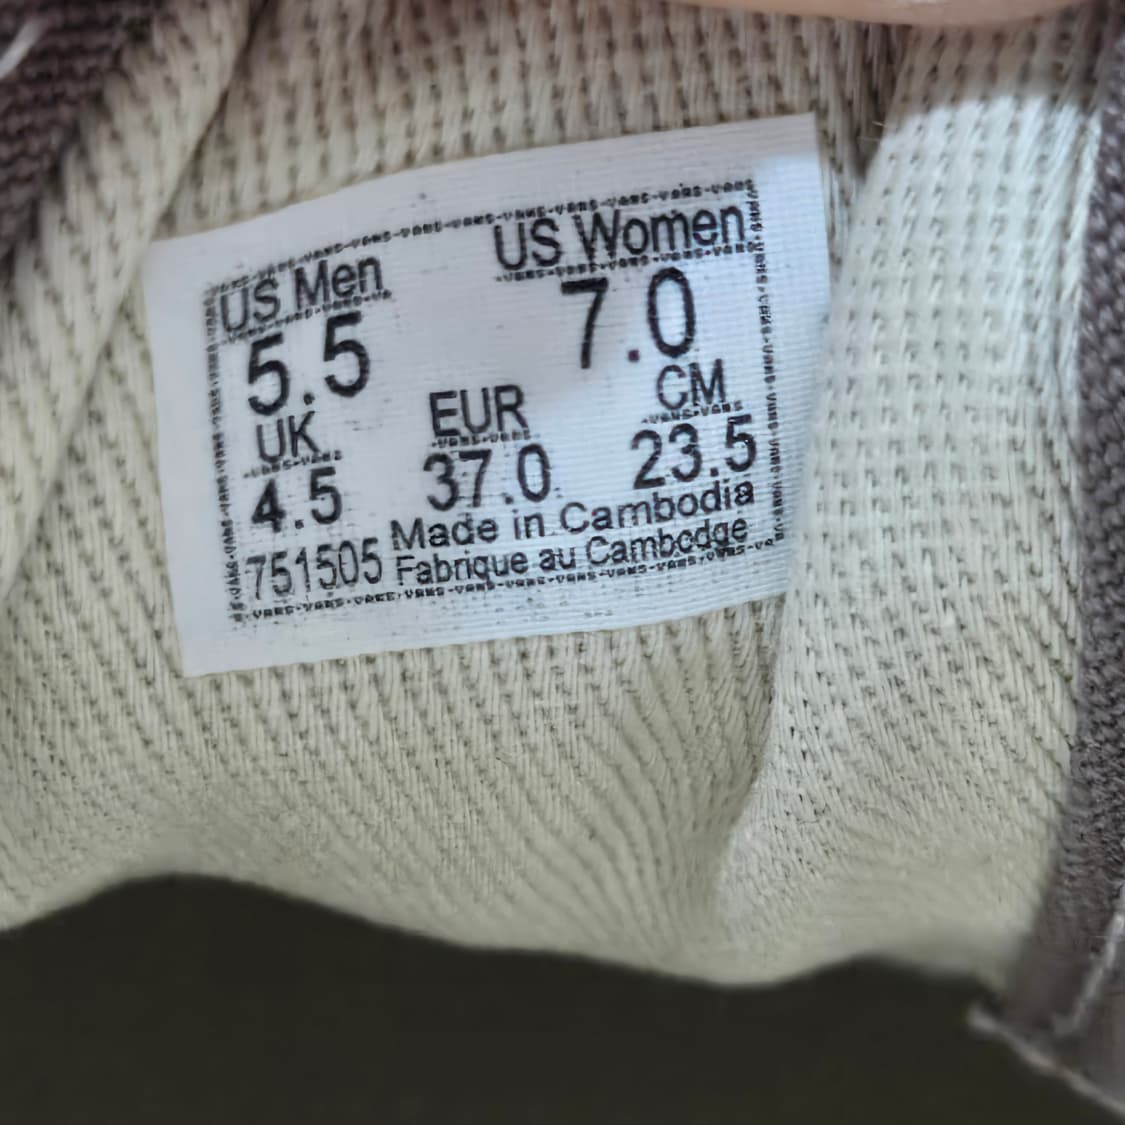 US Men US Women
5.5 7.0
UK EUR CM
4.5 37.0 23.5
751505 Made in Cambodia
Fabrique au Cambodge